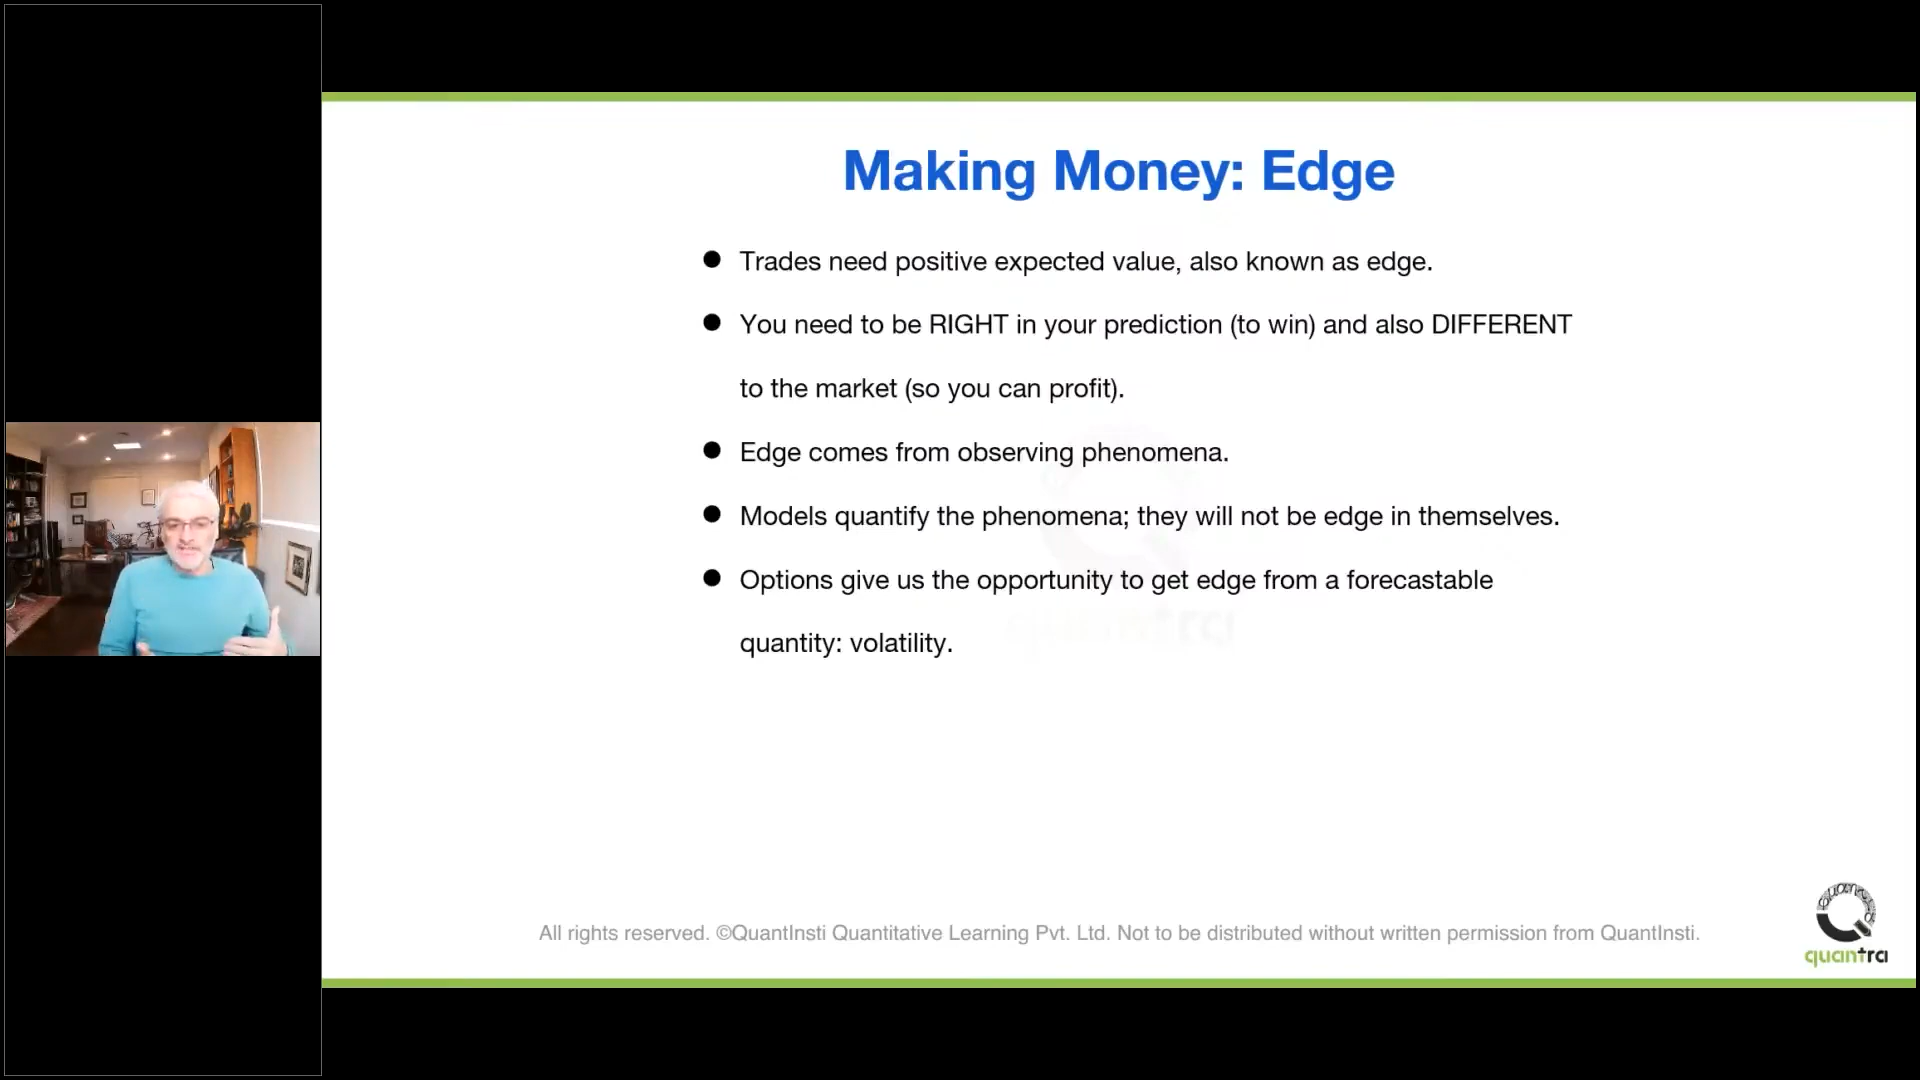 Making Money: Edge
● Trades need positive expected value, also known as edge.
● You need to be RIGHT in your prediction (to win) and also DIFFERENT
to the market (so you can profit).
● Edge comes from observing phenomena.
● Models quantify the phenomena; they will not be edge in themselves.
● Options give us the opportunity to get edge from a forecastable
quantity: volatility.
All rights reserved. ©QuantInsti Quantitative Learning Pvt. Ltd. Not to be distributed without written permission from QuantInsti.
quantra